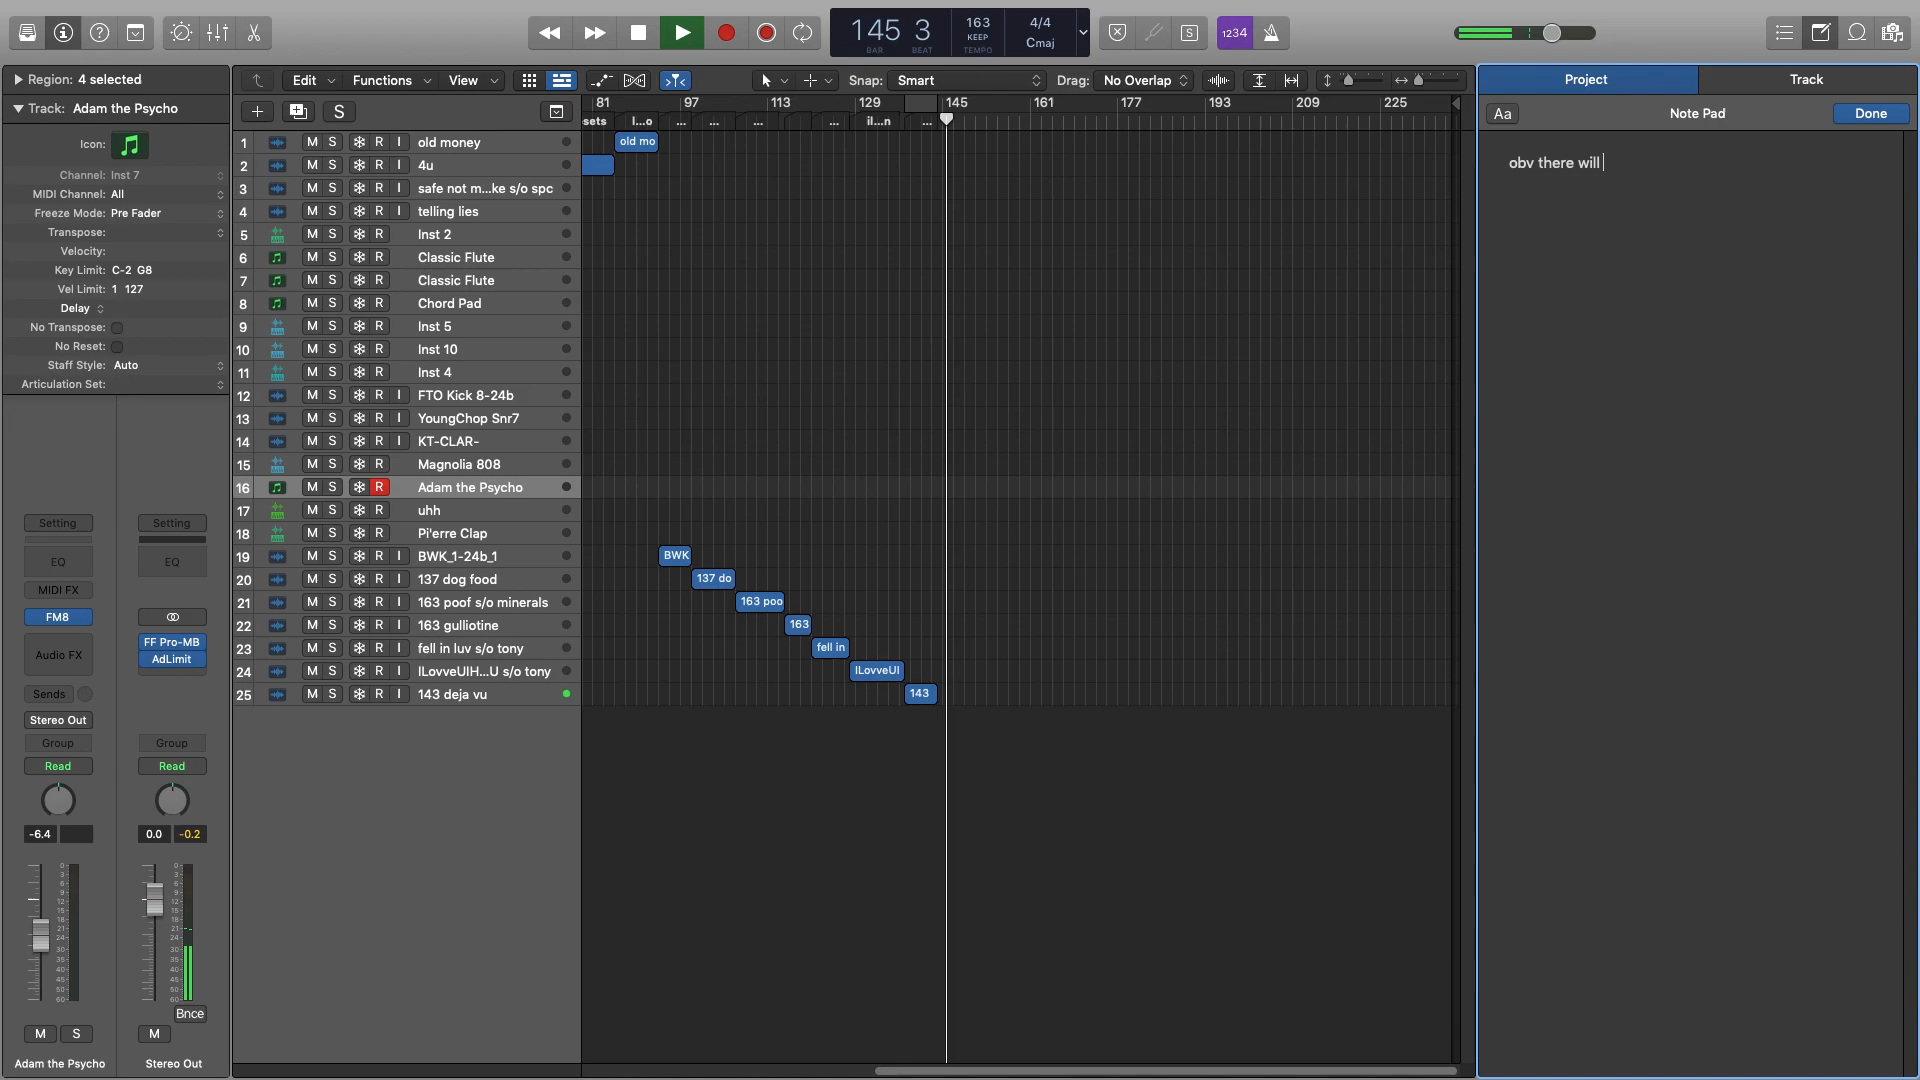 145 3
BAR BEAT
163
KEEP
TEMPO
4/4
Cmaj
S
1234
Region: 4 selected
Track: Adam the Psycho
Icon:
Channel: Inst 7
MIDI Channel: All
Freeze Mode: Pre Fader
Transpose:
Velocity:
Key Limit: C-2 G8
Vel Limit: 1 127
Delay
No Transpose:
No Reset:
Staff Style: Auto
Articulation Set:
Setting Setting
EQ EQ
MIDI FX
FM8
FF Pro-MB
Audio FX
AdLimit
Sends
Stereo Out
Group Group
Read Read
-6.4 0.0 -0.2
Bnce
M S M
Adam the Psycho Stereo Out
Edit Functions View
Snap: Smart Drag: No Overlap
S
81 97 113 129 145 161 177 193 209 225
sets I...o ... ... ... ... il...n ...
1 M S R I old money old mo
2 M S R I 4u
3 M S R I safe not m...ke s/o spc
4 M S R I telling lies
5 M S R Inst 2
6 M S R Classic Flute
7 M S R Classic Flute
8 M S R Chord Pad
9 M S R Inst 5
10 M S R Inst 10
11 M S R Inst 4
12 M S R I FTO Kick 8-24b
13 M S R I YoungChop Snr7
14 M S R I KT-CLAR-
15 M S R Magnolia 808
16 M S R Adam the Psycho
17 M S R uhh
18 M S R Pi'erre Clap
19 M S R I BWK_1-24b_1 BWK
20 M S R I 137 dog food 137 do
21 M S R I 163 poof s/o minerals 163 poo
22 M S R I 163 gulliotine 163
23 M S R I fell in luv s/o tony fell in
24 M S R I ILovveUIH...U s/o tony ILovveUI
25 M S R I 143 deja vu 143
Project Track
Aa Note Pad Done
obv there will